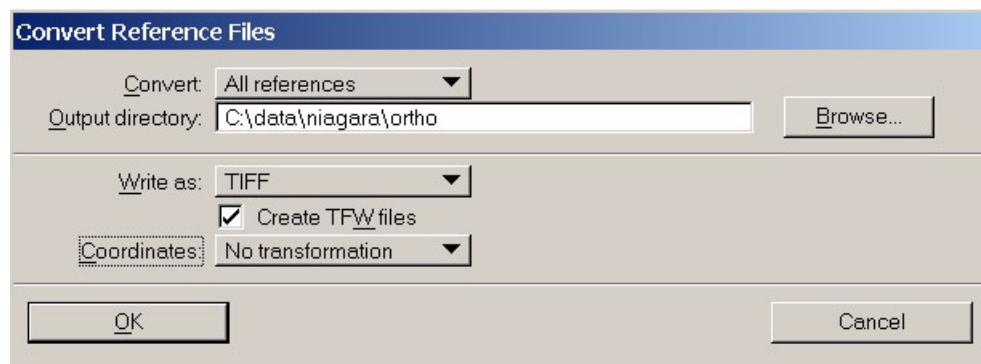 Convert Reference Files
Convert: All references
Output directory: C:\data\niagara\ortho Browse...
Write as: TIFF
Create TFW files
Coordinates: No transformation
OK Cancel